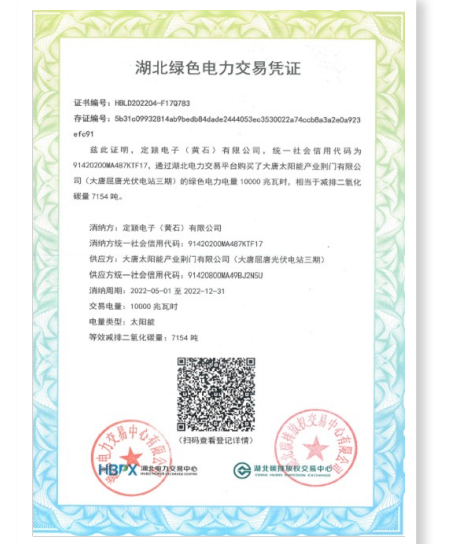 湖北绿色电力交易凭证
证书编号：HBLD202204-F17Q783
存证编号：5b31c09932814ab9bedb84dade2444053ec3530022a74ccb8a3a2e0a923
efc91
兹此证明，定颖电子（黄石）有限公司，统一社会信用代码为
91420200MA487KTF17，通过湖北电力交易平台购买了大唐太阳能产业荆门有限公
司（大唐屈唐光伏电站三期）的绿色电力电量 10000 兆瓦时，相当于减排二氧化
碳量 7154 吨。
消纳方：定颖电子（黄石）有限公司
消纳方统一社会信用代码：91420200MA487KTF17
供应方：大唐太阳能产业荆门有限公司（大唐屈唐光伏电站三期）
供应方统一社会信用代码：91420800MA49BJ2N5U
消纳周期：2022-05-01 至 2022-12-31
交易电量：10000 兆瓦时
电量类型：太阳能
等效减排二氧化碳量：7154 吨
（扫码查看登记详情）
HBPX 湖北电力交易中心
湖北碳排放权交易中心